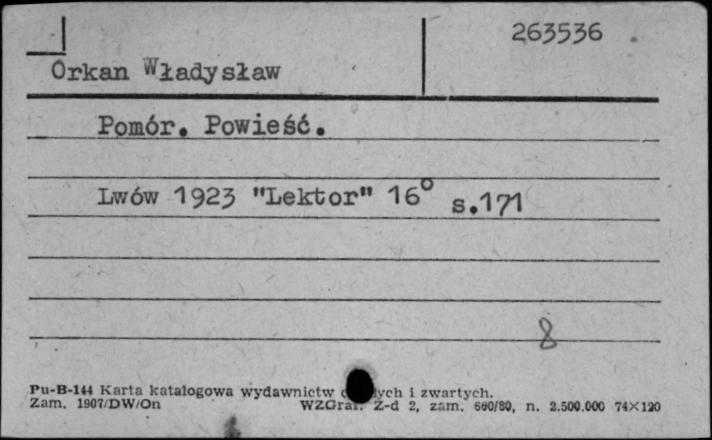 263536
Orkan Władysław
Pomór. Powieść.
Lwów 1923 "Lektor" 16° s.171
8
Pu-B-144 Karta katalogowa wydawnictw i zwartych.
Zam. 1907/DW/On WZGraf. Z-d 2, zam. 660/80, n. 2.500.000 74×120